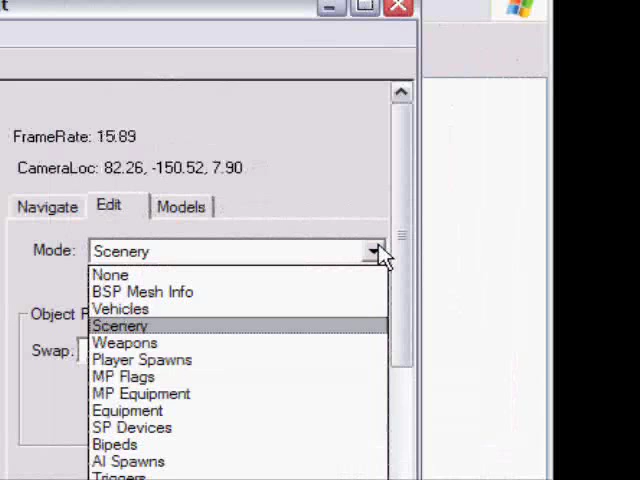 t
FrameRate: 15.89
CameraLoc: 82.26, -150.52, 7.90
Navigate Edit Models
Mode: Scenery
None
BSP Mesh Info
Vehicles
Object
Scenery
Weapons
Swap:
Player Spawns
MP Flags
MP Equipment
Equipment
SP Devices
Bipeds
AI Spawns
Triggers